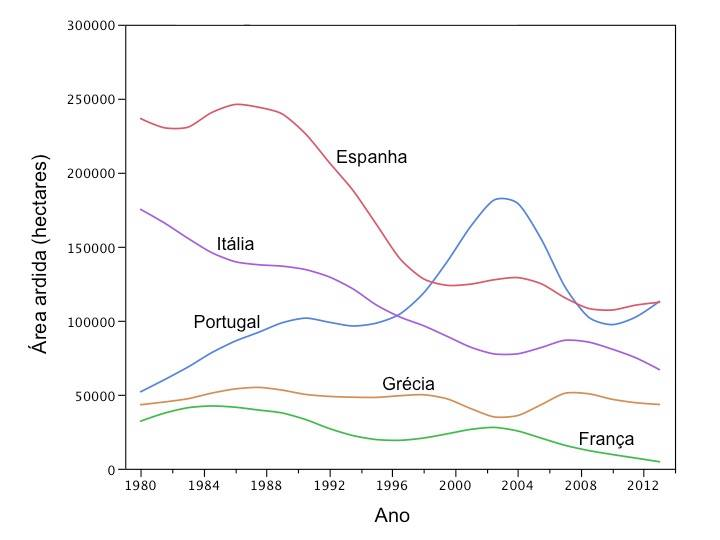 300000
250000
200000
150000
100000
50000
0
Área ardida (hectares)
Espanha
Itália
Portugal
Grécia
França
1980 1984 1988 1992 1996 2000 2004 2008 2012
Ano